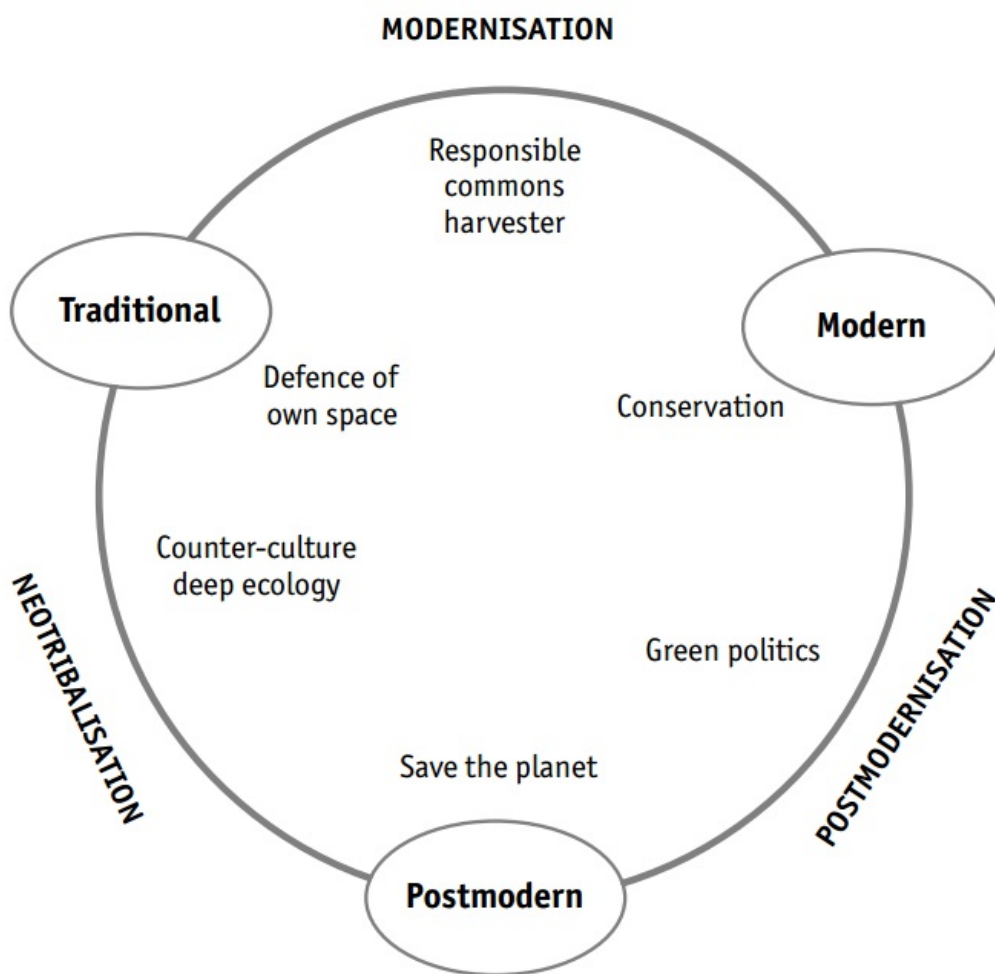 MODERNISATION
Responsible
commons
harvester
Traditional
Modern
Defence of
own space
Conservation
Counter-culture
deep ecology
NEOTRIBALISATION
Green politics
POSTMODERNISATION
Save the planet
Postmodern